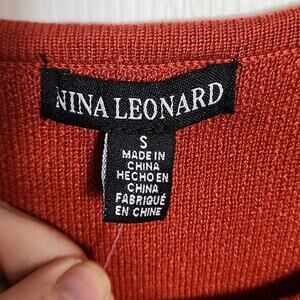 NINA LEONARD
S
MADE IN
CHINA
HECHO EN
CHINA
FABRIQUÉ
EN CHINE